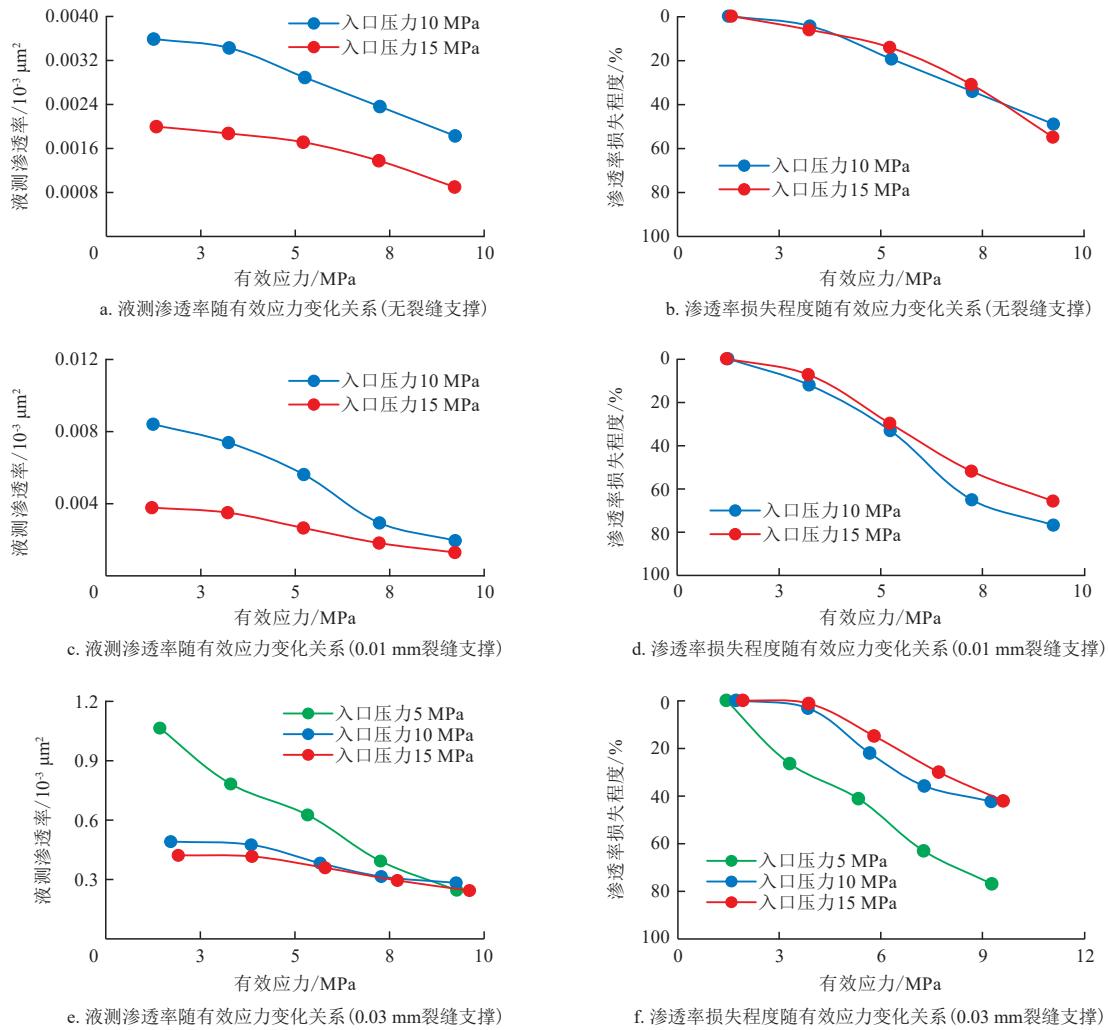 0.0040
0.0032
0.0024
0.0016
0.0008
0
3
5
8
10
液测渗透率/10⁻³ μm²
入口压力10 MPa
入口压力15 MPa
有效应力/MPa
a. 液测渗透率随有效应力变化关系(无裂缝支撑)
0
20
40
60
80
100
0
3
5
8
10
渗透率损失程度/%
入口压力10 MPa
入口压力15 MPa
有效应力/MPa
b. 渗透率损失程度随有效应力变化关系(无裂缝支撑)
0.012
0.008
0.004
0
3
5
8
10
液测渗透率/10⁻³ μm²
入口压力10 MPa
入口压力15 MPa
有效应力/MPa
c. 液测渗透率随有效应力变化关系(0.01 mm裂缝支撑)
0
20
40
60
80
100
0
3
5
8
10
渗透率损失程度/%
入口压力10 MPa
入口压力15 MPa
有效应力/MPa
d. 渗透率损失程度随有效应力变化关系(0.01 mm裂缝支撑)
1.2
0.9
0.6
0.3
0
3
5
8
10
液测渗透率/10⁻³ μm²
入口压力5 MPa
入口压力10 MPa
入口压力15 MPa
有效应力/MPa
e. 液测渗透率随有效应力变化关系(0.03 mm裂缝支撑)
0
20
40
60
80
100
0
3
6
9
12
渗透率损失程度/%
入口压力5 MPa
入口压力10 MPa
入口压力15 MPa
有效应力/MPa
f. 渗透率损失程度随有效应力变化关系(0.03 mm裂缝支撑)